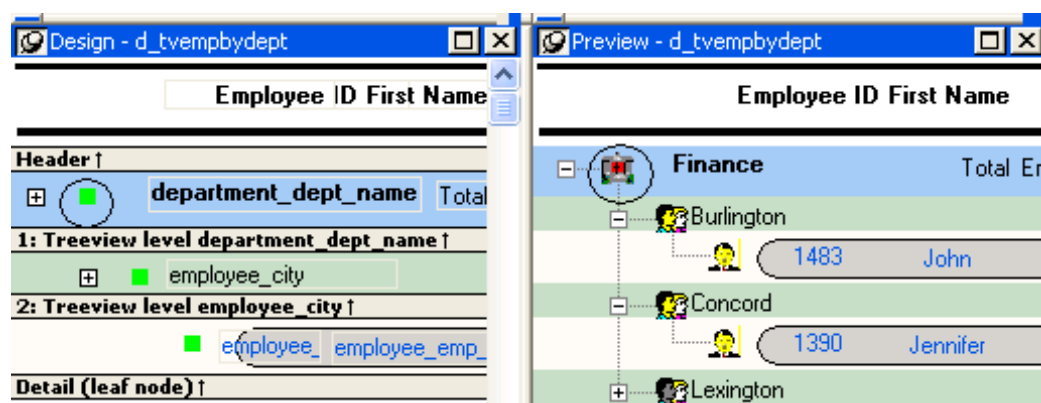 Design - d_tvempbydept
Employee ID First Name
Header ↑
department_dept_name Total
1: Treeview level department_dept_name ↑
employee_city
2: Treeview level employee_city ↑
employee_ employee_emp_
Detail (leaf node) ↑
Preview - d_tvempbydept
Employee ID First Name
Finance Total Er
Burlington
1483 John
Concord
1390 Jennifer
Lexington